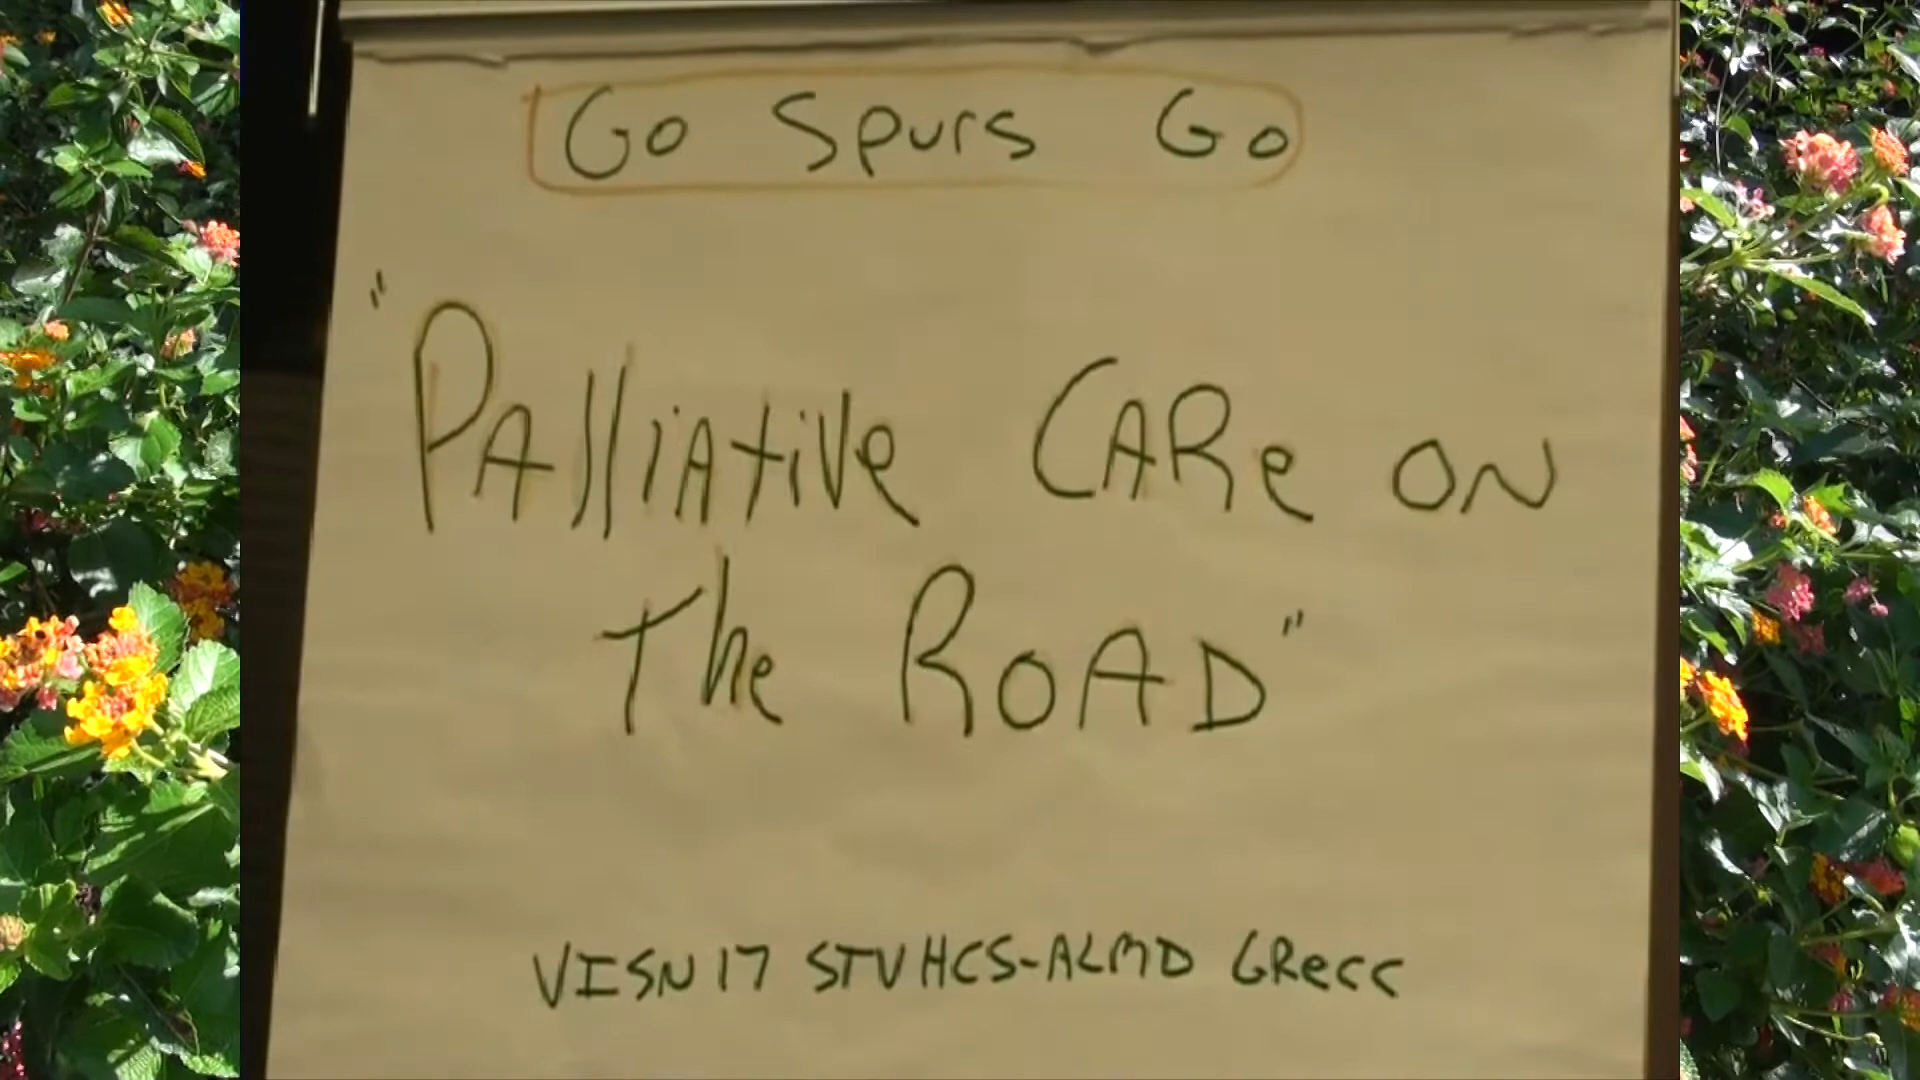 Go Spurs Go
"PAlliAtive CARe ON
The ROAD"
VISN 17 STVHCS-ALMD GRecc